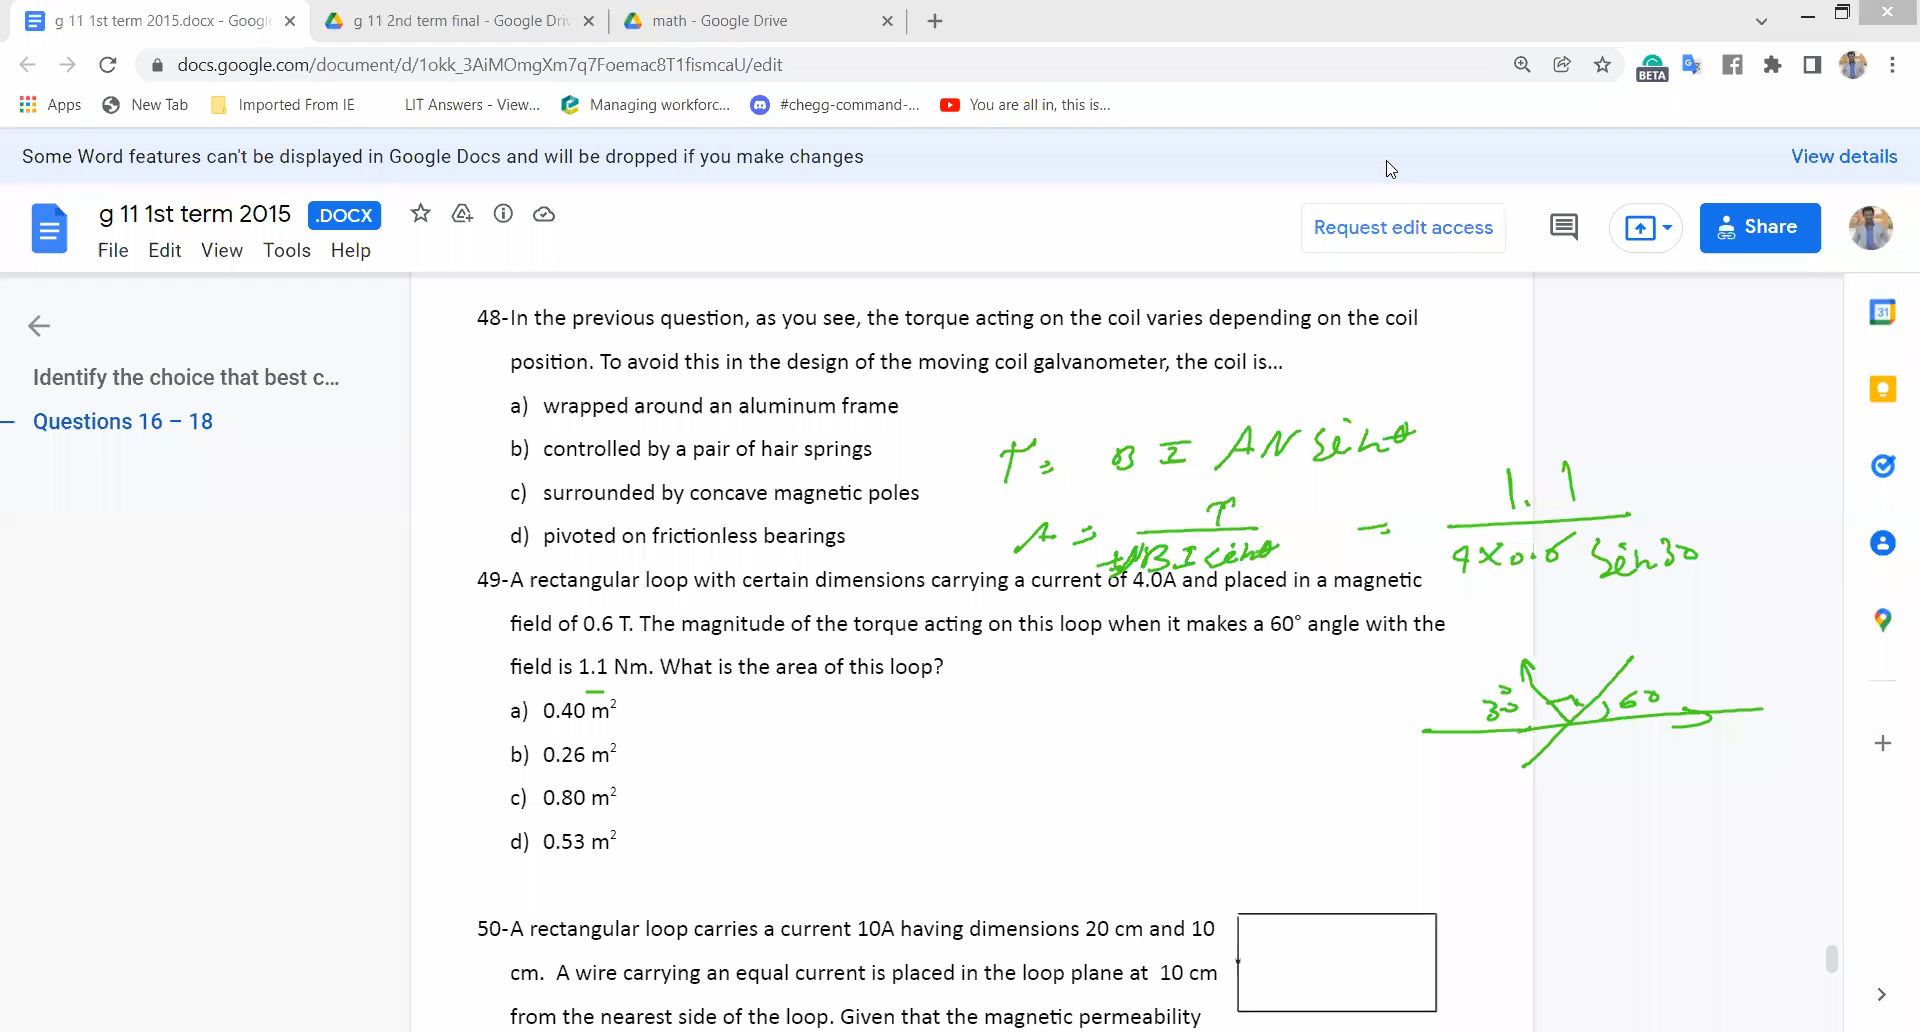 g 11 1st term 2015.docx - Googl
g 11 2nd term final - Google Driv
math - Google Drive
docs.google.com/document/d/1okk_3AiMOmgXm7q7Foemac8T1fismcaU/edit
BETA
Apps
New Tab
Imported From IE
LIT Answers - View...
Managing workforc...
#chegg-command-...
You are all in, this is...
Some Word features can't be displayed in Google Docs and will be dropped if you make changes
View details
g 11 1st term 2015
.DOCX
Request edit access
Share
File Edit View Tools Help
Identify the choice that best c...
Questions 16 – 18
48-In the previous question, as you see, the torque acting on the coil varies depending on the coil
position. To avoid this in the design of the moving coil galvanometer, the coil is...
a) wrapped around an aluminum frame
b) controlled by a pair of hair springs
c) surrounded by concave magnetic poles
d) pivoted on frictionless bearings
τ = B I A N Sinθ
A = τ / NBI Sinθ = 1.1 / 4×0.6 Sin30
49-A rectangular loop with certain dimensions carrying a current of 4.0A and placed in a magnetic
field of 0.6 T. The magnitude of the torque acting on this loop when it makes a 60° angle with the
field is 1.1 Nm. What is the area of this loop?
30° 60
a) 0.40 m²
b) 0.26 m²
c) 0.80 m²
d) 0.53 m²
50-A rectangular loop carries a current 10A having dimensions 20 cm and 10
cm. A wire carrying an equal current is placed in the loop plane at 10 cm
from the nearest side of the loop. Given that the magnetic permeability
31